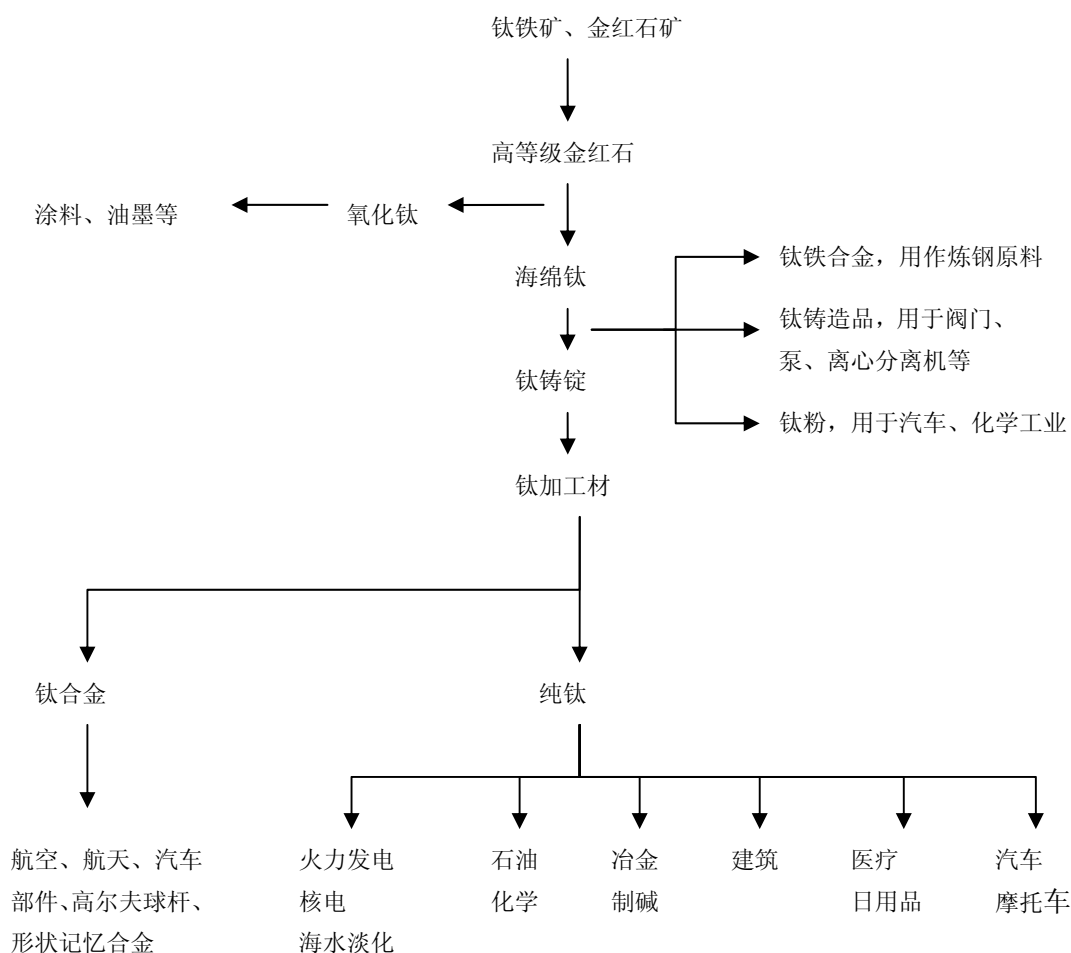 钛铁矿、金红石矿
高等级金红石
涂料、油墨等
氧化钛
海绵钛
钛铁合金，用作炼钢原料
钛铸造品，用于阀门、
泵、离心分离机等
钛铸锭
钛粉，用于汽车、化学工业
钛加工材
钛合金
纯钛
航空、航天、汽车
部件、高尔夫球杆、
形状记忆合金
火力发电
核电
海水淡化
石油
化学
冶金
制碱
建筑
医疗
日用品
汽车
摩托车